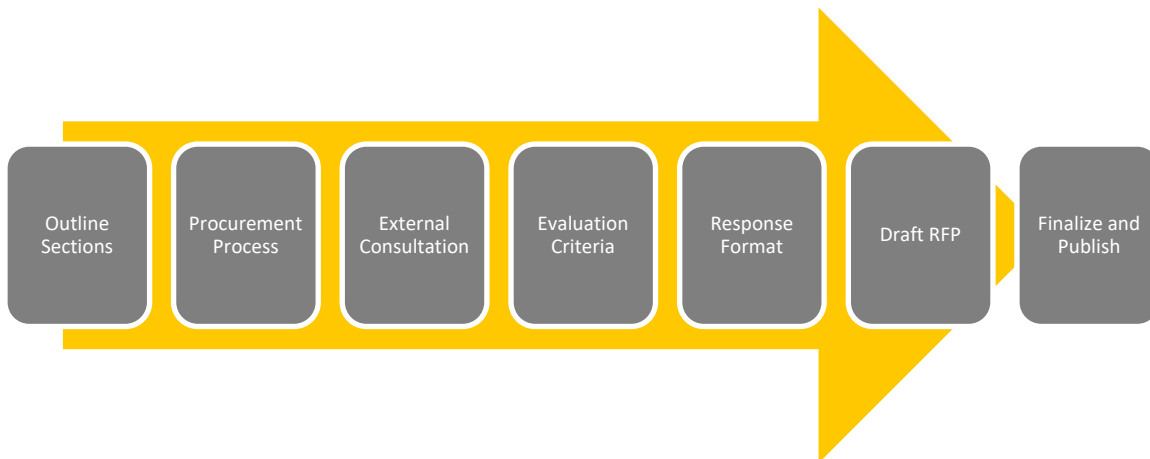 Outline
Sections
Procurement
Process
External
Consultation
Evaluation
Criteria
Response
Format
Draft RFP
Finalize and
Publish